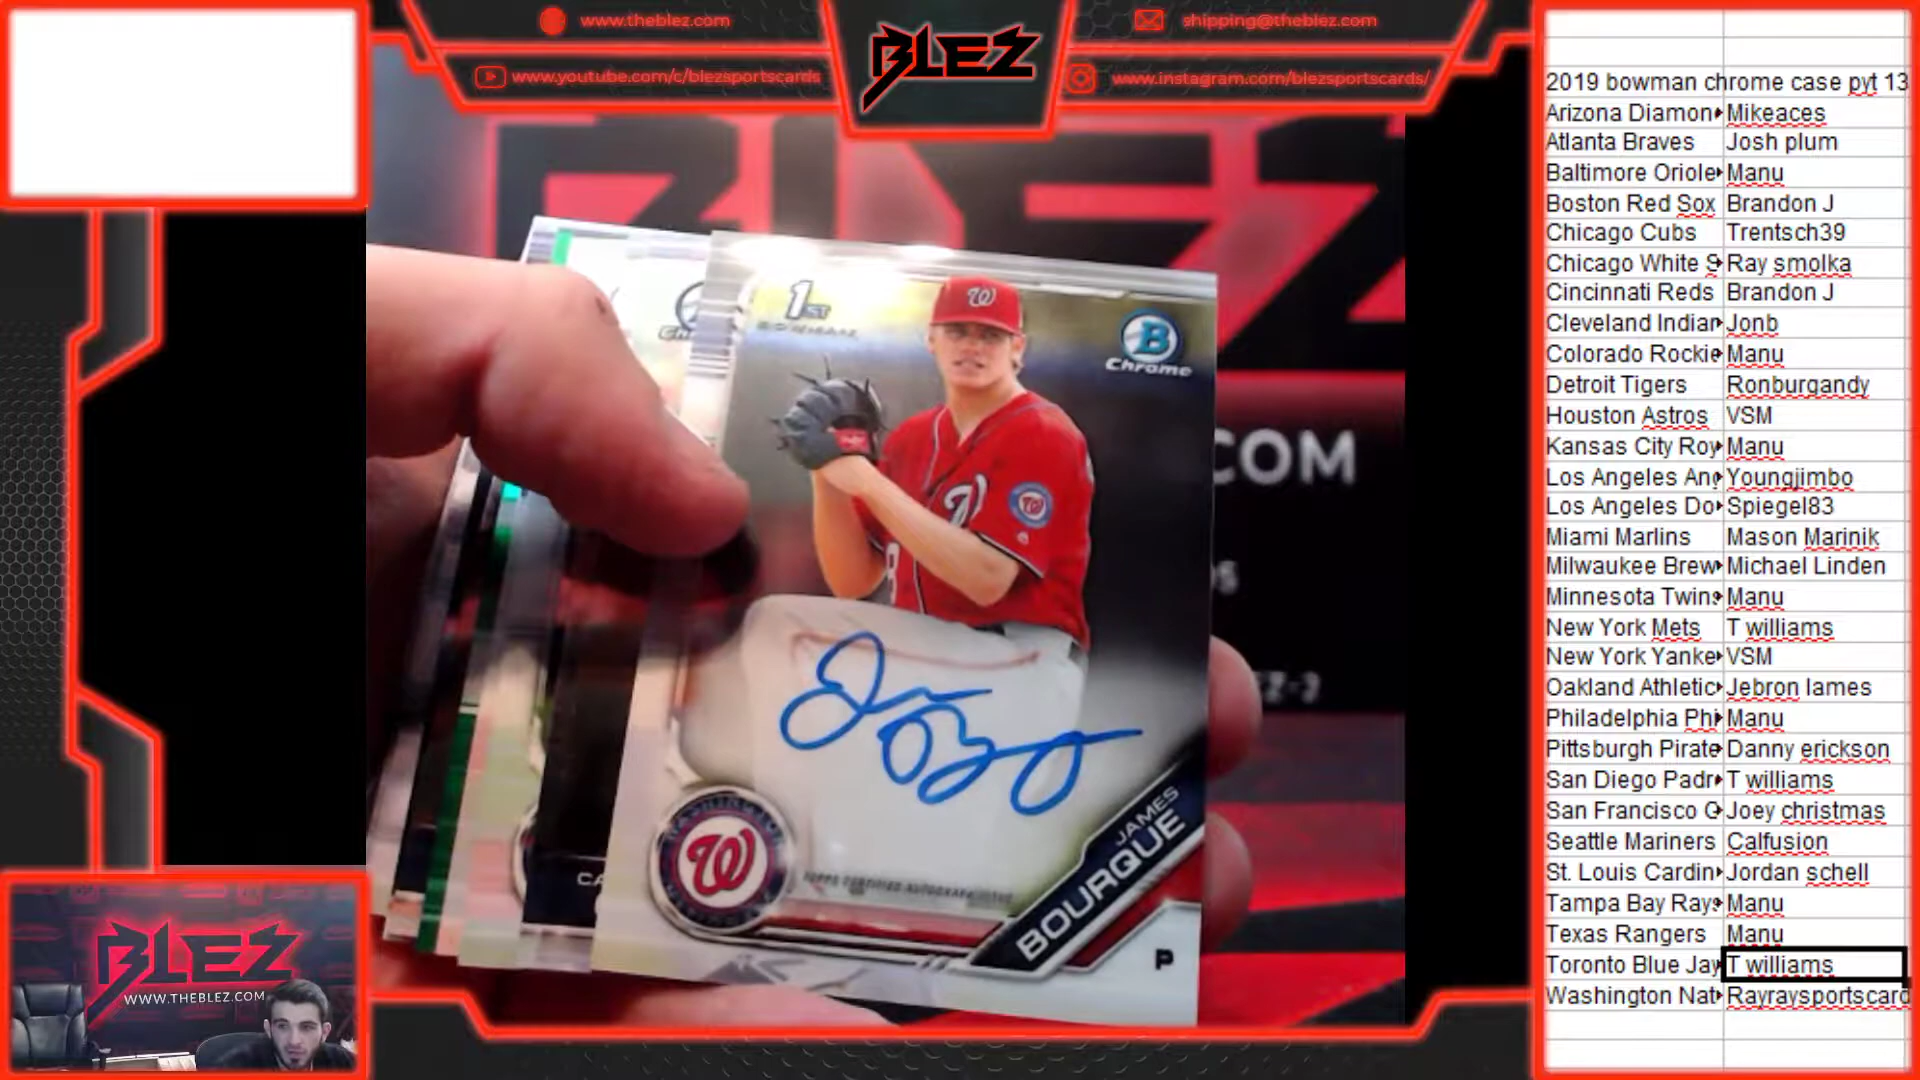 www.theblez.com
BLEZ
shipping@theblez.com
www.youtube.com/c/blezsportscards
www.instagram.com/blezsportscards/
2019 bowman chrome case pyt 13
Arizona Diamon Mikeaces
Atlanta Braves Josh plum
Baltimore Oriole Manu
Boston Red Sox Brandon J
Chicago Cubs Trentsch39
Chicago White S Ray smolka
Cincinnati Reds Brandon J
Cleveland Indian Jonb
Colorado Rockie Manu
Detroit Tigers Ronburgandy
Houston Astros VSM
Kansas City Roy Manu
Los Angeles Ang Youngjimbo
Los Angeles Do Spiegel83
Miami Marlins Mason Marinik
Milwaukee Brew Michael Linden
Minnesota Twins Manu
New York Mets T williams
New York Yanke VSM
Oakland Athletic Jebron lames
Philadelphia Phi Manu
Pittsburgh Pirate Danny erickson
San Diego Padr T williams
San Francisco G Joey christmas
Seattle Mariners Calfusion
St. Louis Cardin Jordan schell
Tampa Bay Rays Manu
Texas Rangers Manu
Toronto Blue Jay T williams
Washington Nat Rayraysportscard
BLEZ
COM
1ST
BOWMAN
W
B
Chrome
W
W
JAMES
BOURQUE
TOPPS CERTIFIED AUTOGRAPH ISSUE
W
CA
P
BLEZ
WWW.THEBLEZ.COM